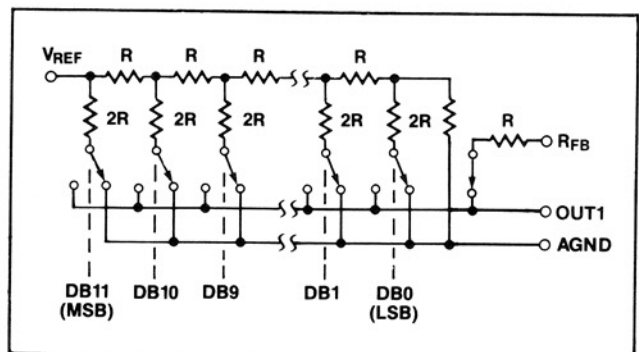 R R R R
VREF
2R 2R 2R 2R 2R
R
RFB
OUT1
AGND
DB11 DB10 DB9 DB1 DB0
(MSB) (LSB)